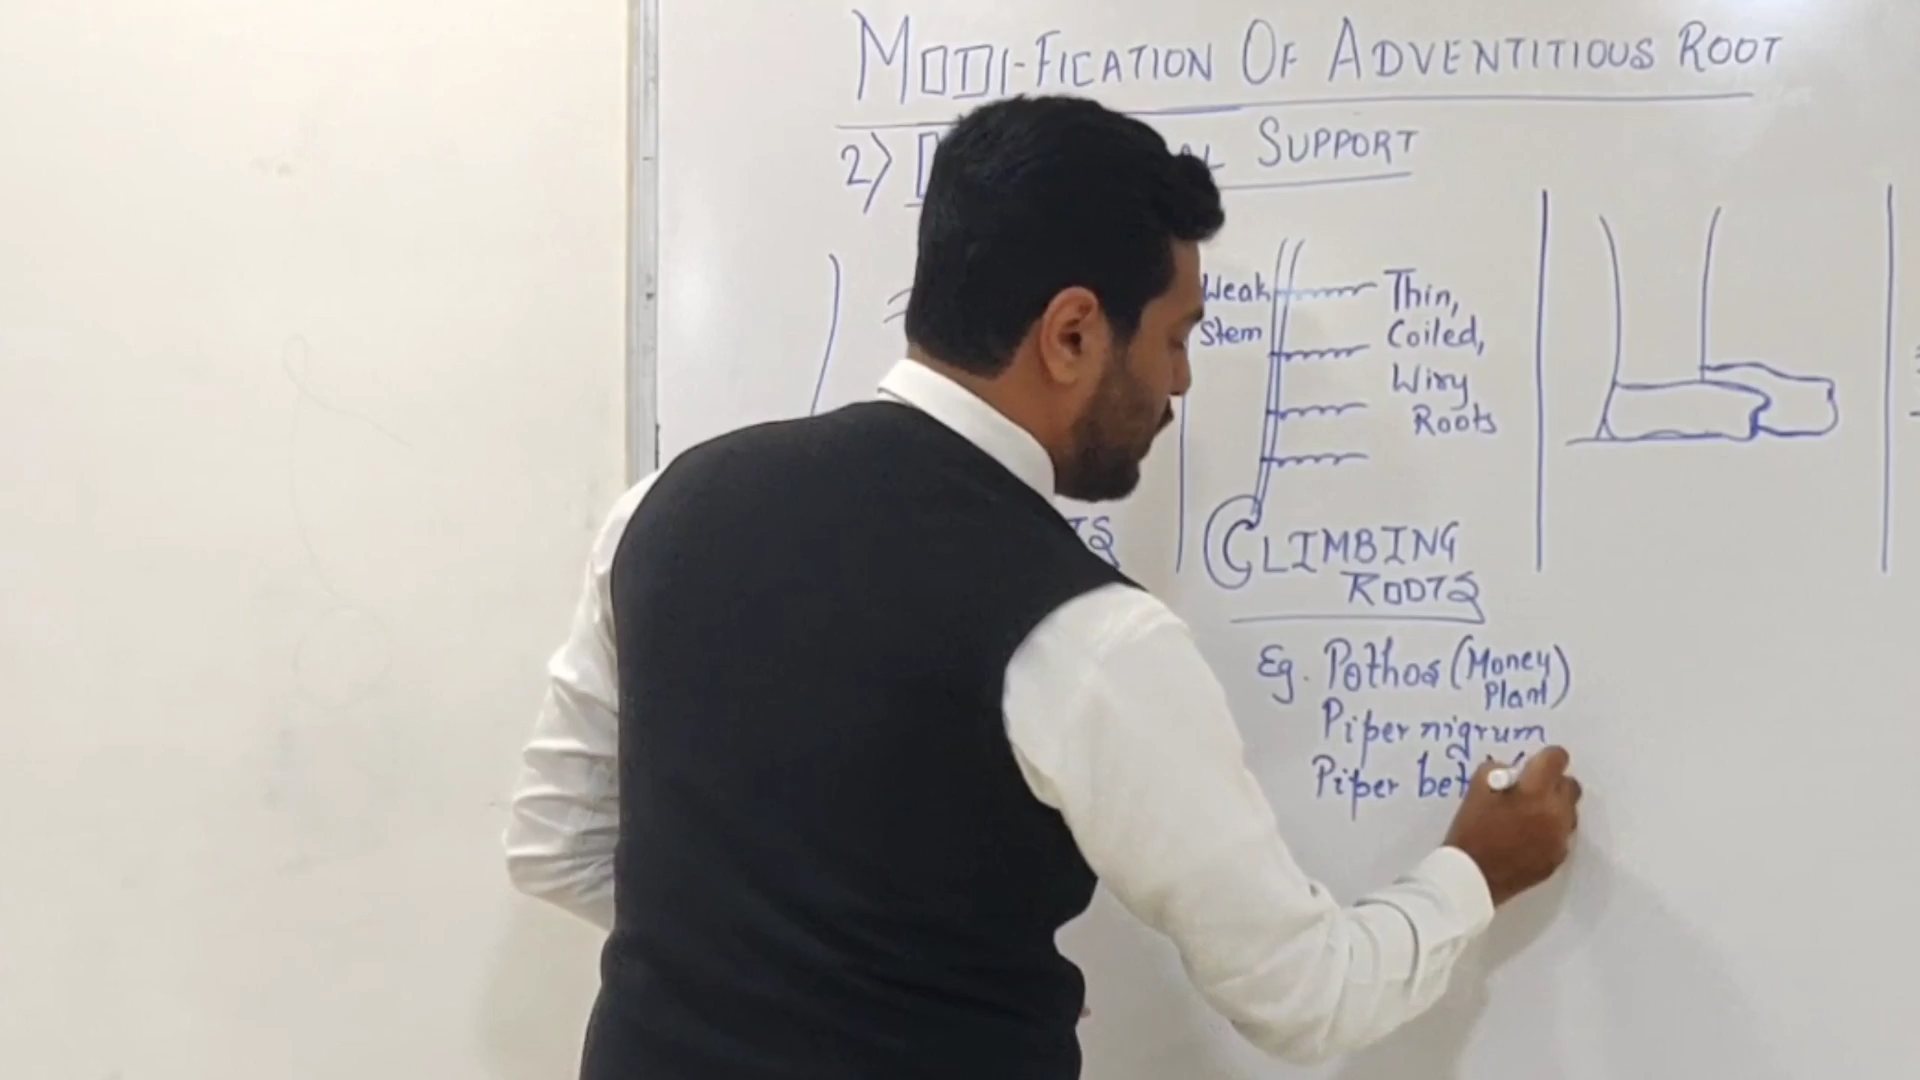 MODI-FICATION OF ADVENTITIOUS ROOT
2) SUPPORT
Weak
Stem
Thin,
Coiled,
Wiry
Roots
CLIMBING
ROOTS
Eg. Pothos (Money
Plant)
Piper nigrum
Piper